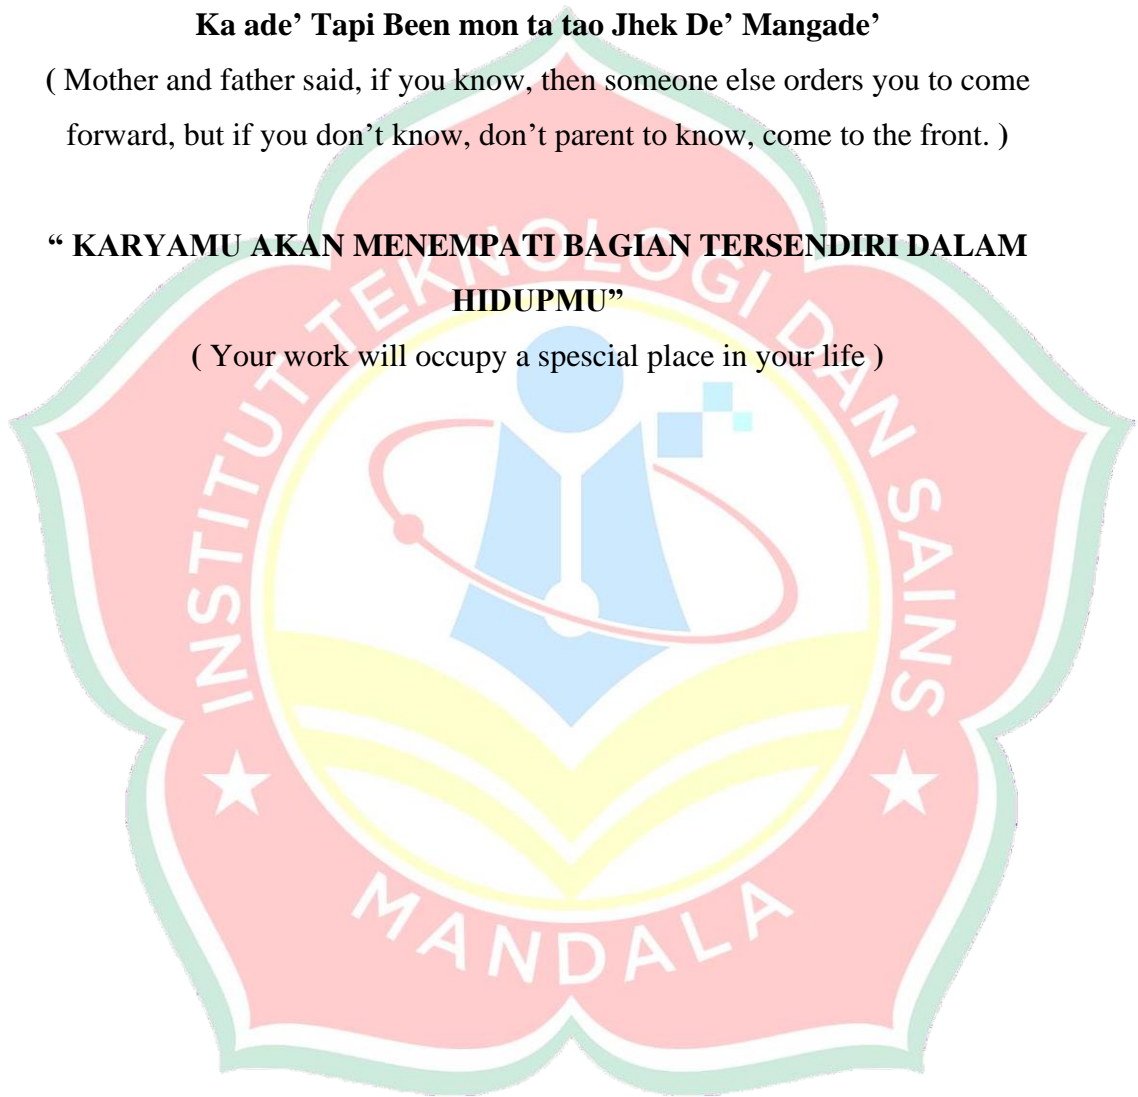 Ka ade’ Tapi Been mon ta tao Jhek De’ Mangade’
( Mother and father said, if you know, then someone else orders you to come
forward, but if you don’t know, don’t parent to know, come to the front. )
“ KARYAMU AKAN MENEMPATI BAGIAN TERSENDIRI DALAM
HIDUPMU”
( Your work will occupy a spescial place in your life )
INSTITUT TEKNOLOGI DAN SAINS
MANDALA